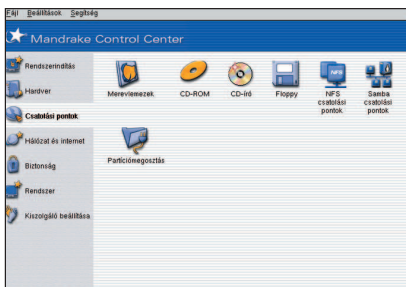 Fájl Beállítások Segítség
Mandrake Control Center
Rendszerindítás
Hardver
Csatolási pontok
Hálózat és internet
Biztonság
Rendszer
Kiszolgáló beállítása
Merevlemezek
CD-ROM
CD-író
Floppy
NFS
NFS csatolási pontok
Samba csatolási pontok
Partíciómegosztás